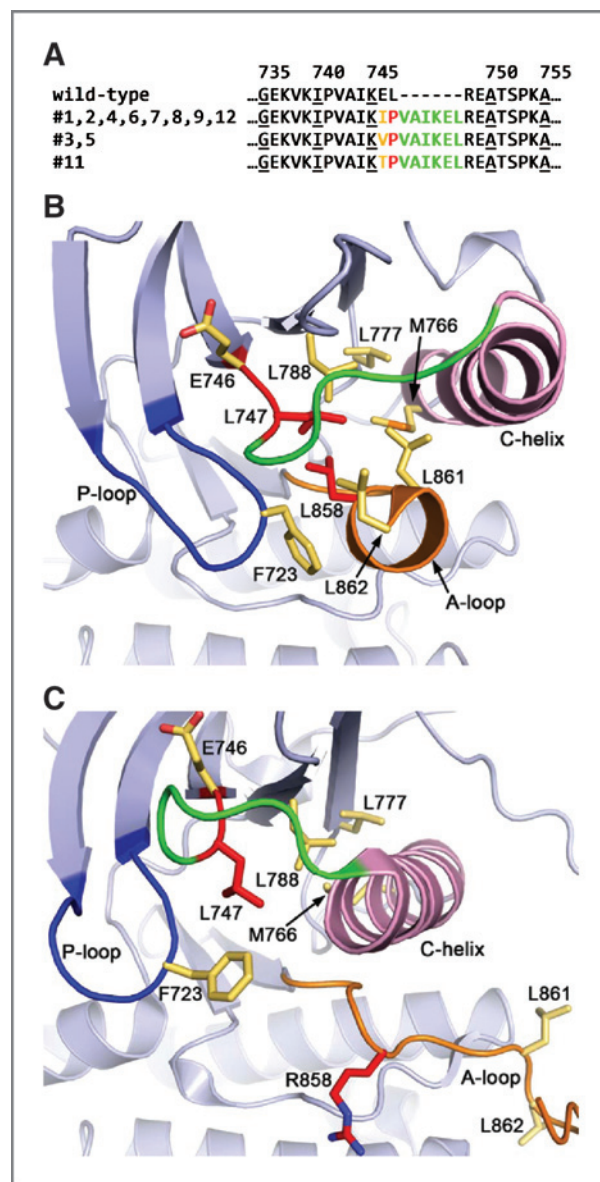 A
735 740 745 750 755
wild-type …GEKVKIPVAIKEL------REATSPKA…
#1,2,4,6,7,8,9,12 …GEKVKIPVAIKIPVAIKELREATSPKA…
#3,5 …GEKVKIPVAIKVPVAIKELREATSPKA…
#11 …GEKVKIPVAIKTPVAIKELREATSPKA…
B
M766
L777
E746
L788
L747
C-helix
P-loop
L861
L858
F723
L862
A-loop
C
E746
L777
L788
L747
M766
P-loop
C-helix
F723
L861
R858
A-loop
L862